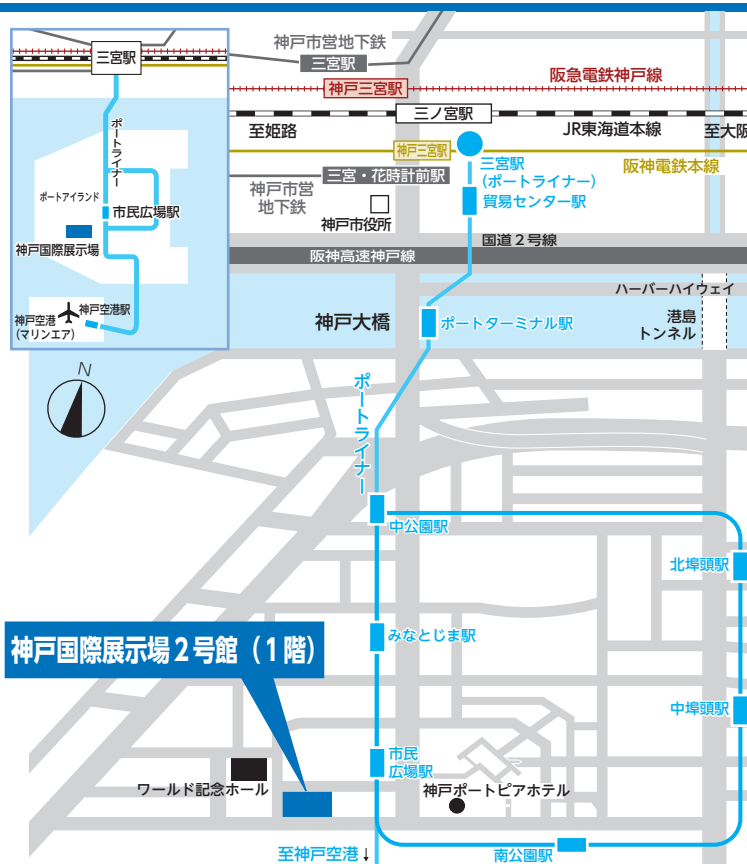 三宮駅
ポートライナー
ポートアイランド
市民広場駅
神戸国際展示場
神戸空港駅
神戸空港
(マリンエア)
N
神戸市営地下鉄
三宮駅
阪急電鉄神戸線
神戸三宮駅
三ノ宮駅
至姫路
JR東海道本線
至大阪
神戸三宮駅
三宮駅
(ポートライナー)
阪神電鉄本線
三宮・花時計前駅
神戸市営
地下鉄
貿易センター駅
神戸市役所
国道2号線
阪神高速神戸線
ハーバーハイウェイ
神戸大橋
ポートターミナル駅
港島
トンネル
ポートライナー
中公園駅
北埠頭駅
みなとじま駅
神戸国際展示場2号館(1階)
中埠頭駅
市民
広場駅
ワールド記念ホール
神戸ポートピアホテル
至神戸空港↓
南公園駅